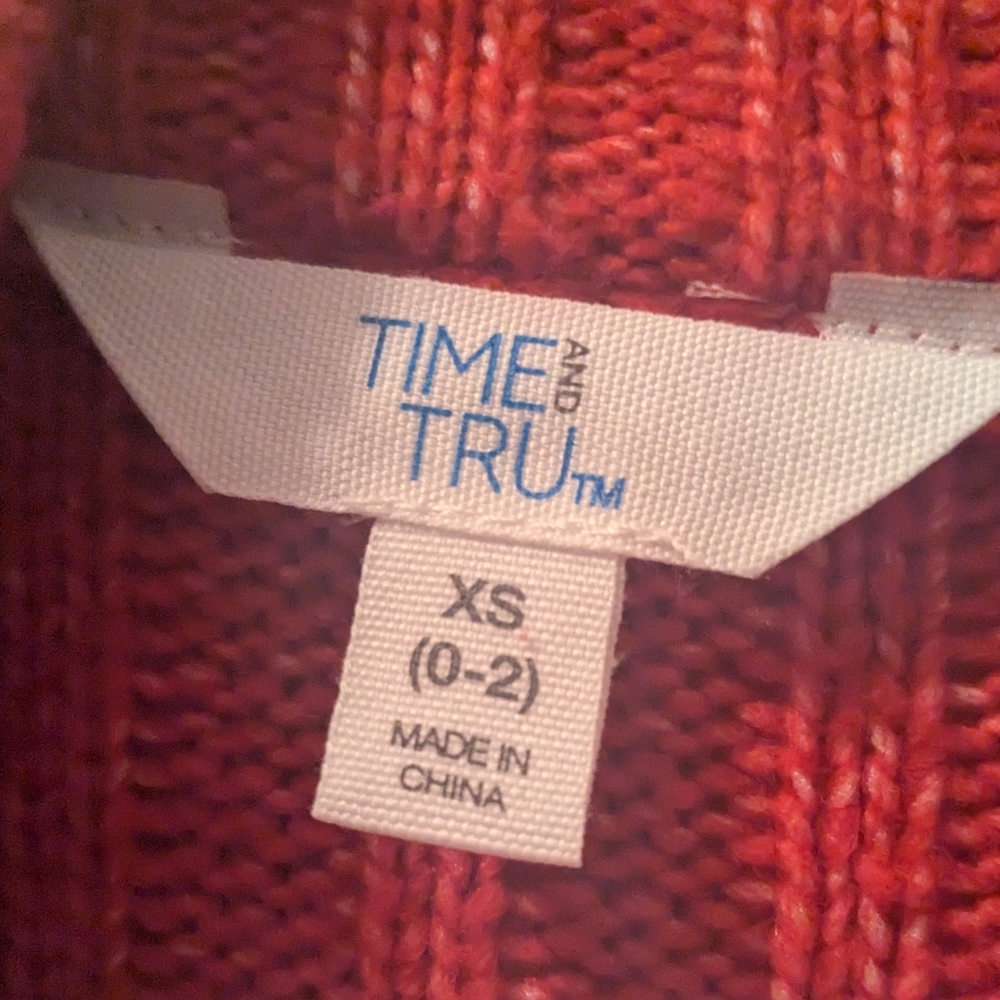 TIME AND
TRU™
XS
(0-2)
MADE IN
CHINA